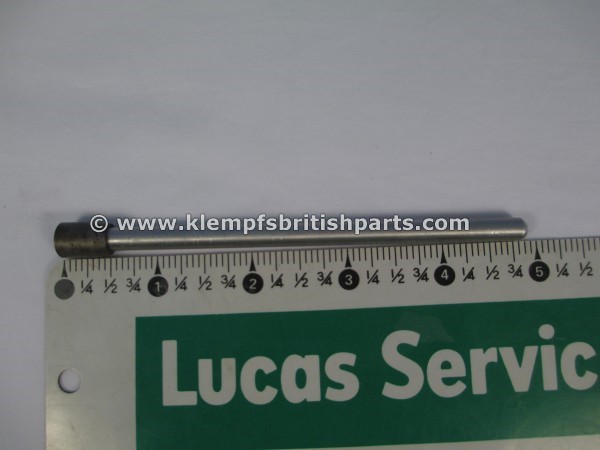 © www.klempfsbritishparts.com ©
¼ ½ ¾ 1 ¼ ½ ¾ 2 ¼ ½ ¾ 3 ¼ ½ ¾ 4 ¼ ½ ¾ 5 ¼ ½
Lucas Servic